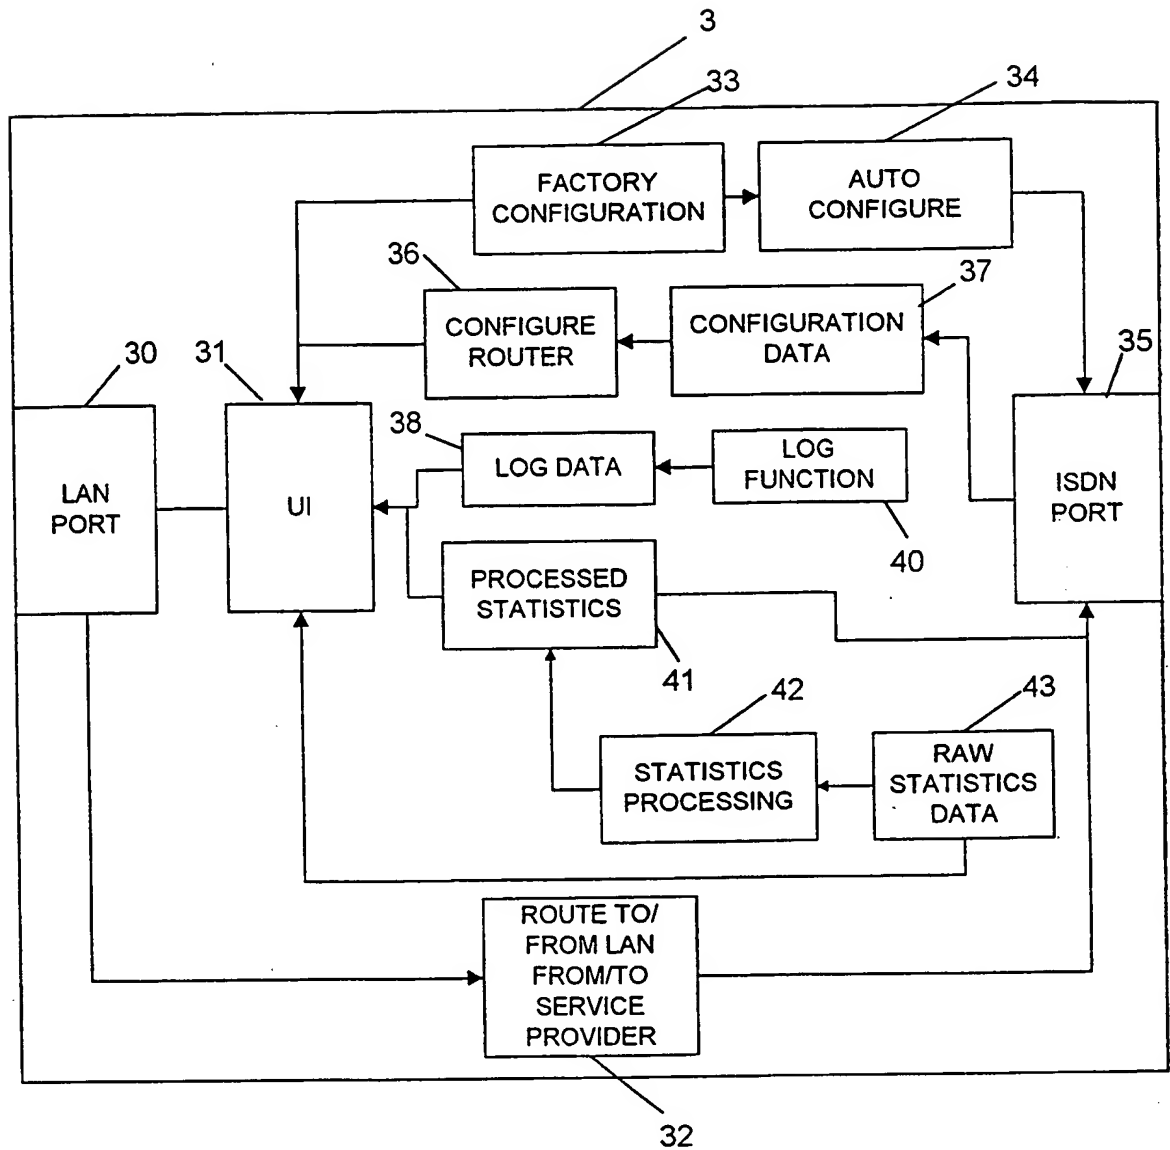 3
33
34
FACTORY
CONFIGURATION
AUTO
CONFIGURE
36
37
CONFIGURE
ROUTER
CONFIGURATION
DATA
30
31
35
38
LOG DATA
LOG
FUNCTION
LAN
PORT
UI
ISDN
PORT
40
PROCESSED
STATISTICS
41
42
43
STATISTICS
PROCESSING
RAW
STATISTICS
DATA
ROUTE TO/
FROM LAN
FROM/TO
SERVICE
PROVIDER
32